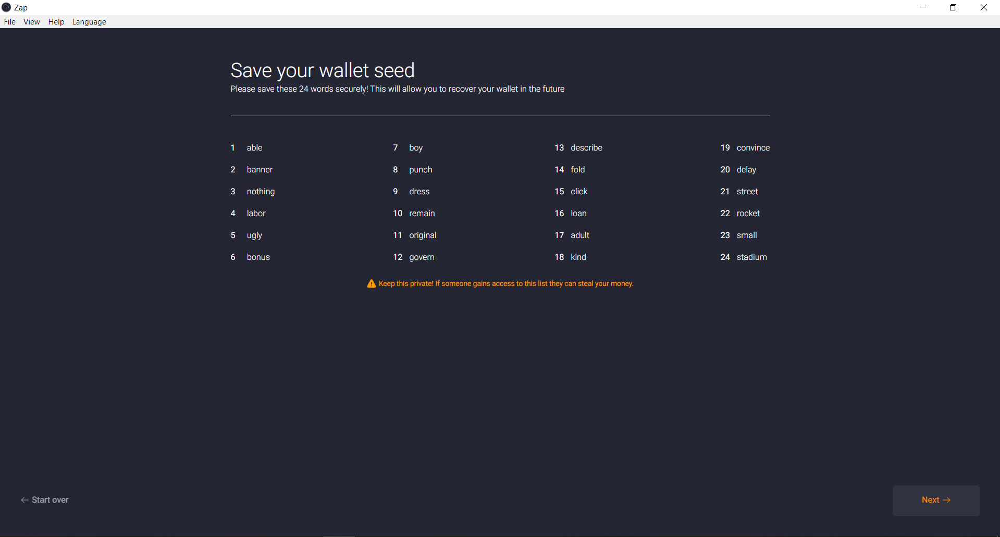 Zap
File View Help Language
Save your wallet seed
Please save these 24 words securely! This will allow you to recover your wallet in the future
1 able 7 boy 13 describe 19 convince
2 banner 8 punch 14 fold 20 delay
3 nothing 9 dress 15 click 21 street
4 labor 10 remain 16 loan 22 rocket
5 ugly 11 original 17 adult 23 small
6 bonus 12 govern 18 kind 24 stadium
Keep this private! If someone gains access to this list they can steal your money.
← Start over Next →